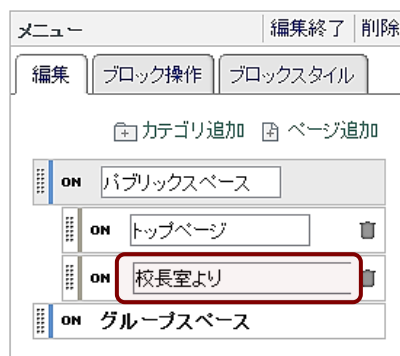 メニュー 編集終了 削除
編集 ブロック操作 ブロックスタイル
カテゴリ追加 ページ追加
ON パブリックスペース
ON トップページ
ON 校長室より
ON グループスペース